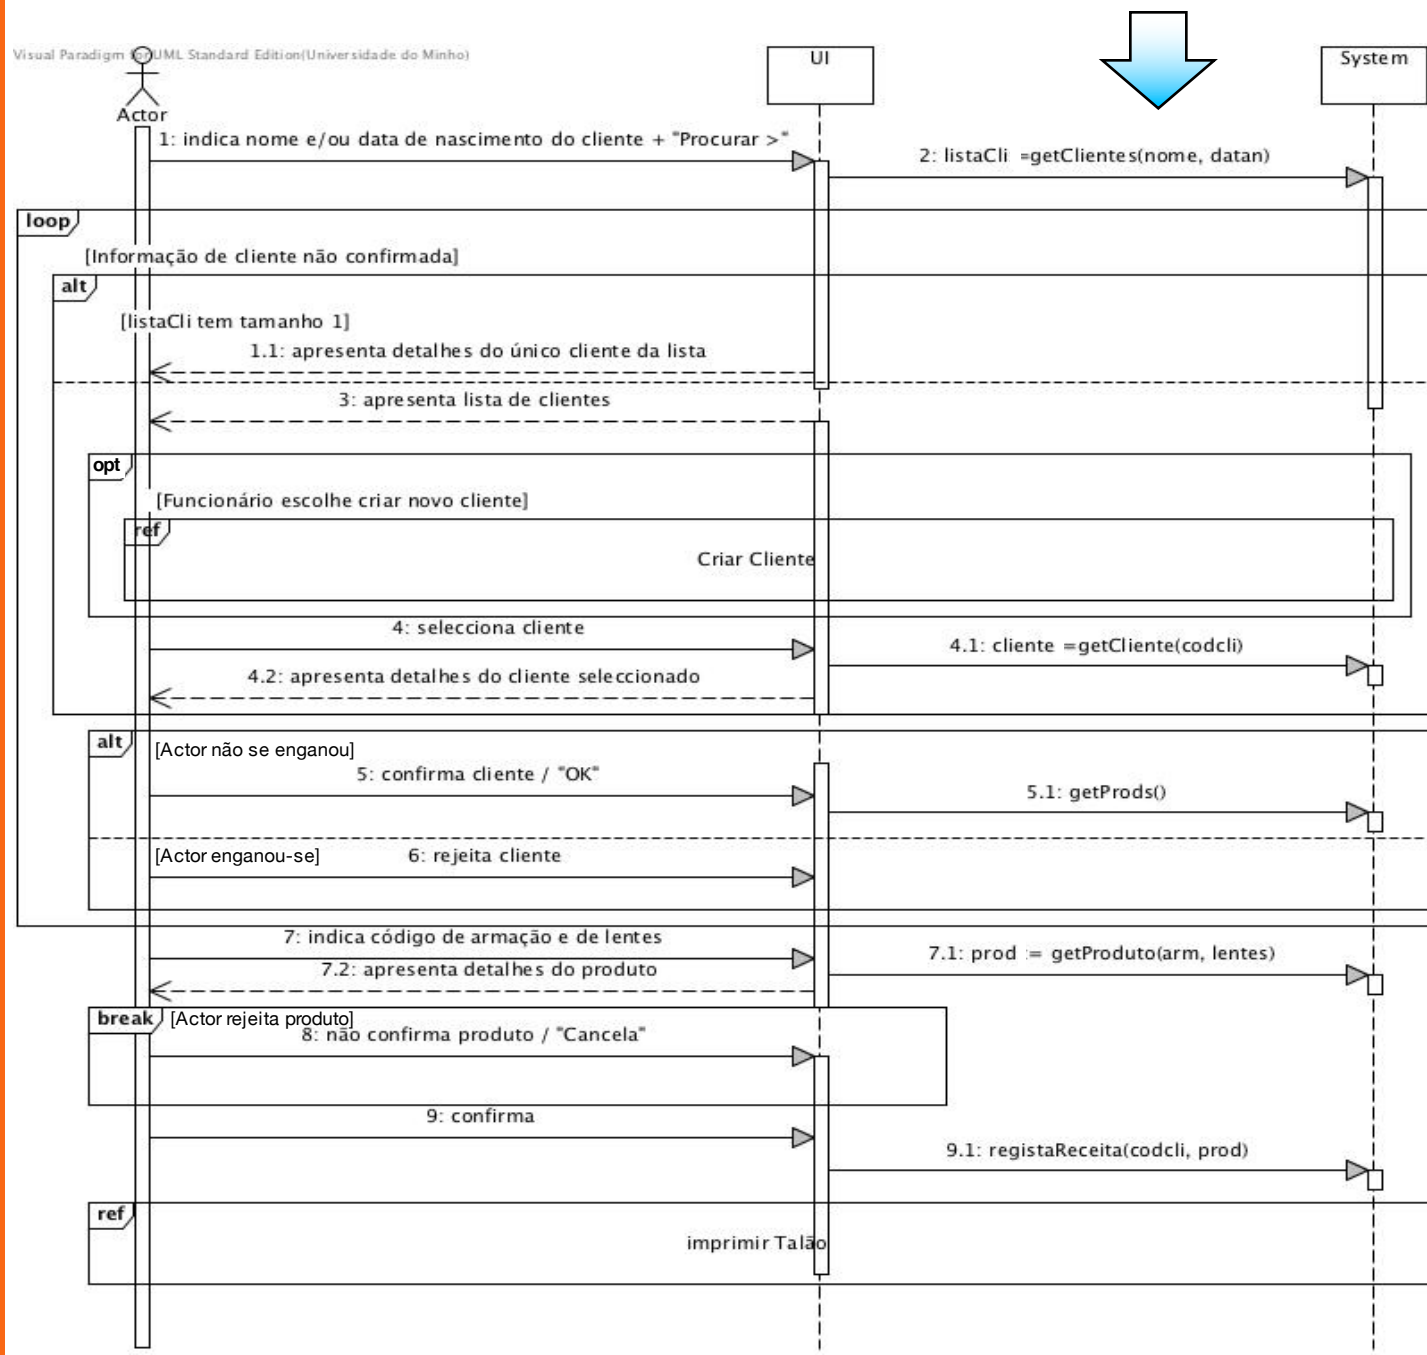 Visual Paradigm for UML Standard Edition(Universidade do Minho)
Actor
UI
System
1: indica nome e/ou data de nascimento do cliente + "Procurar >"
2: listaCli =getClientes(nome, datan)
loop
[Informação de cliente não confirmada]
alt
[listaCli tem tamanho 1]
1.1: apresenta detalhes do único cliente da lista
3: apresenta lista de clientes
opt
[Funcionário escolhe criar novo cliente]
ref
Criar Cliente
4: selecciona cliente
4.1: cliente =getCliente(codcli)
4.2: apresenta detalhes do cliente seleccionado
alt
[Actor não se enganou]
5: confirma cliente / "OK"
5.1: getProds()
[Actor enganou-se]
6: rejeita cliente
7: indica código de armação e de lentes
7.1: prod := getProduto(arm, lentes)
7.2: apresenta detalhes do produto
break
[Actor rejeita produto]
8: não confirma produto / "Cancela"
9: confirma
9.1: registaReceita(codcli, prod)
ref
imprimir Talão